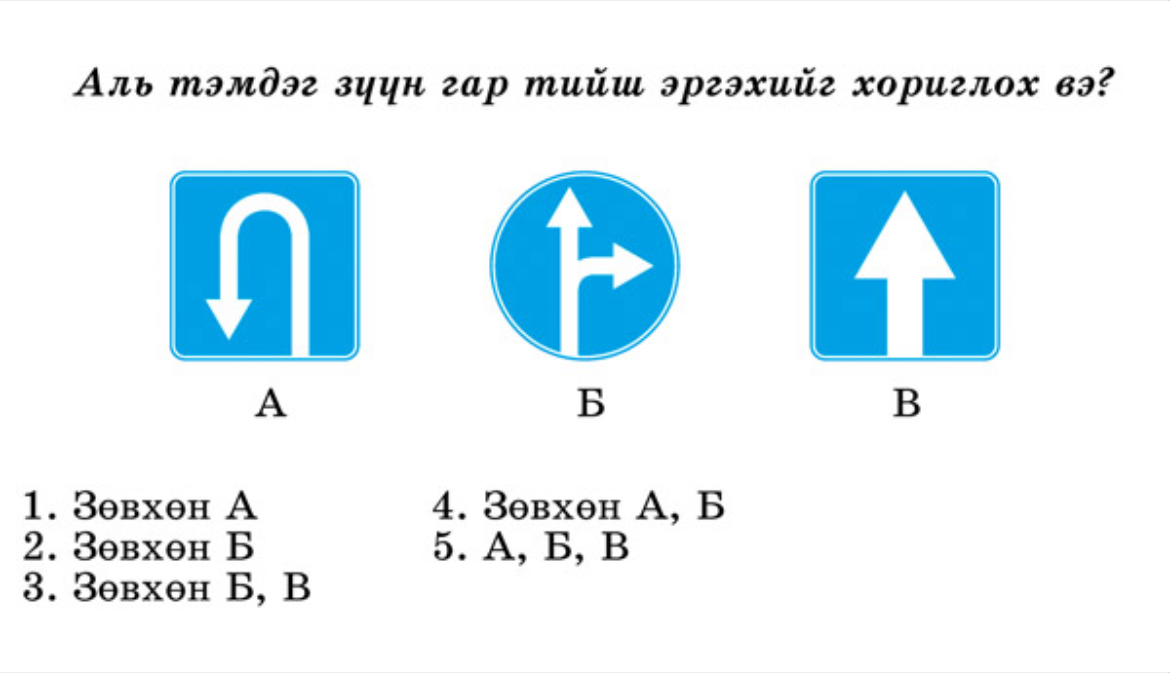 Аль тэмдэг зүүн гар тийш эргэхийг хориглох вэ?
А Б В
1. Зөвхөн А
2. Зөвхөн Б
3. Зөвхөн Б, В
4. Зөвхөн А, Б
5. А, Б, В